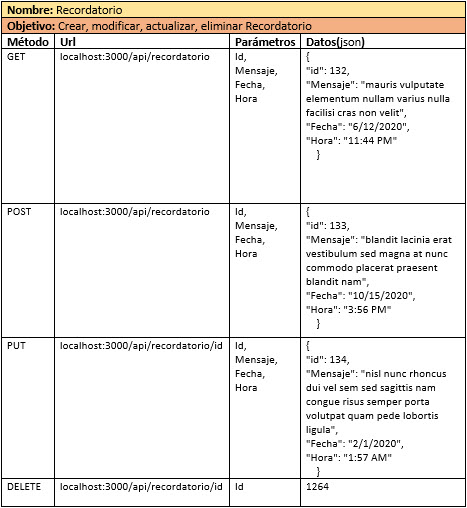 Nombre: Recordatorio
Objetivo: Crear, modificar, actualizar, eliminar Recordatorio
Método Url Parámetros Datos(json)
GET localhost:3000/api/recordatorio Id, {
Mensaje, "id": 132,
Fecha, "Mensaje": "mauris vulputate
Hora elementum nullam varius nulla
facilisi cras non velit",
"Fecha": "6/12/2020",
"Hora": "11:44 PM"
}
POST localhost:3000/api/recordatorio Id, {
Mensaje, "id": 133,
Fecha, "Mensaje": "blandit lacinia erat
Hora vestibulum sed magna at nunc
commodo placerat praesent
blandit nam",
"Fecha": "10/15/2020",
"Hora": "3:56 PM"
}
PUT localhost:3000/api/recordatorio/id Id, {
Mensaje, "id": 134,
Fecha, "Mensaje": "nisl nunc rhoncus
Hora dui vel sem sed sagittis nam
congue risus semper porta
volutpat quam pede lobortis
ligula",
"Fecha": "2/1/2020",
"Hora": "1:57 AM"
}
DELETE localhost:3000/api/recordatorio/id Id 1264